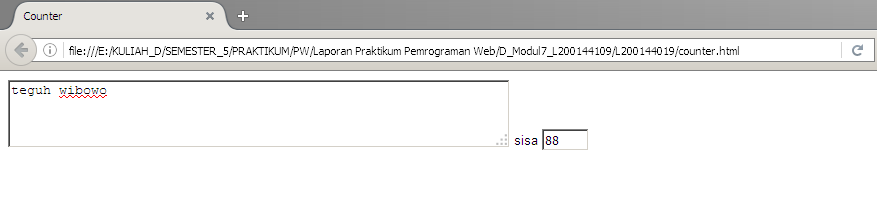 Counter
file:///E:/KULIAH_D/SEMESTER_5/PRAKTIKUM/PW/Laporan Praktikum Pemrograman Web/D_Modul7_L200144109/L200144019/counter.html
teguh wibowo
sisa 88